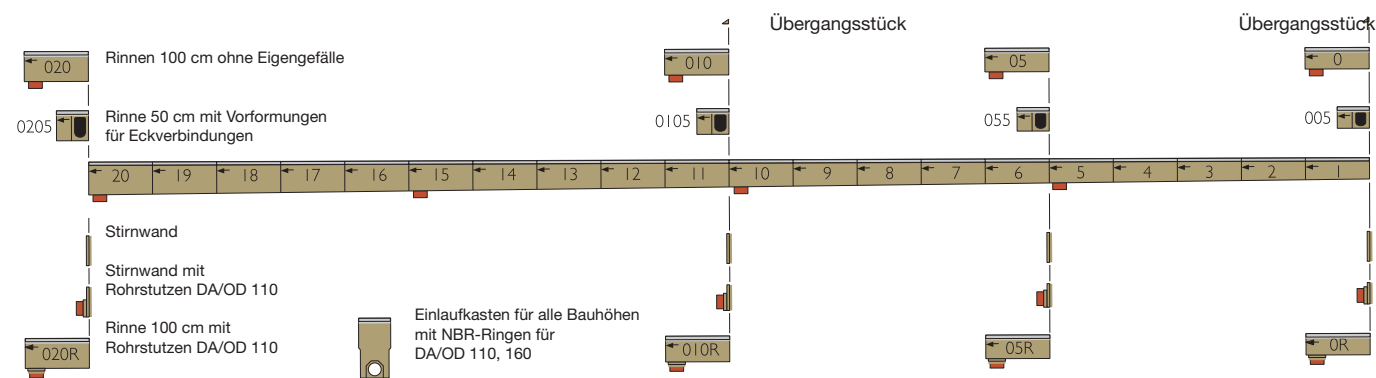 Übergangsstück Übergangsstück
020 Rinnen 100 cm ohne Eigengefälle 010 05 0
0205 Rinne 50 cm mit Vorformungen
für Eckverbindungen 0105 055 005
20 19 18 17 16 15 14 13 12 11 10 9 8 7 6 5 4 3 2 1
Stirnwand
Stirnwand mit
Rohrstutzen DA/OD 110
Rinne 100 cm mit
Rohrstutzen DA/OD 110
Einlaufkasten für alle Bauhöhen
mit NBR-Ringen für
DA/OD 110, 160
020R 010R 05R 0R